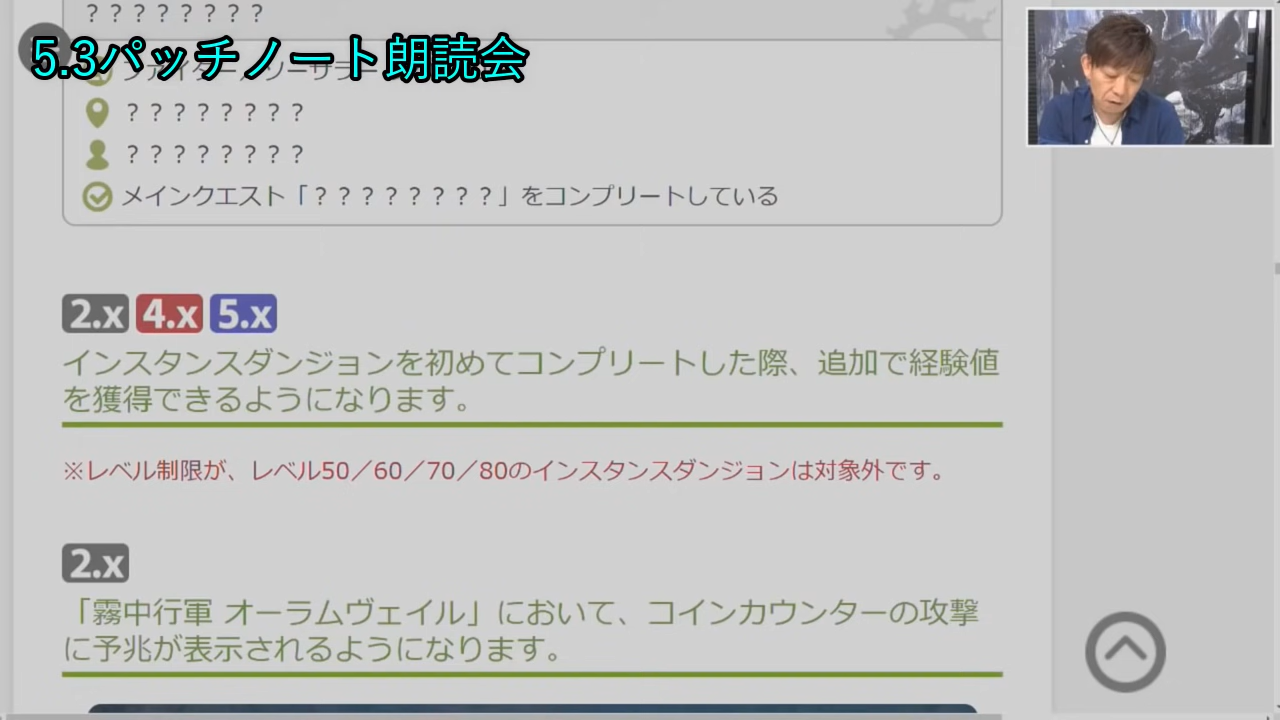 ？？？？？？？？
5.3パッチノート朗読会
？？？？？？？？
？？？？？？？？
メインクエスト「？？？？？？？？」をコンプリートしている
2.x 4.x 5.x
インスタンスダンジョンを初めてコンプリートした際、追加で経験値
を獲得できるようになります。
※レベル制限が、レベル50／60／70／80のインスタンスダンジョンは対象外です。
2.x
「霧中行軍 オーラムヴェイル」において、コインカウンターの攻撃
に予兆が表示されるようになります。